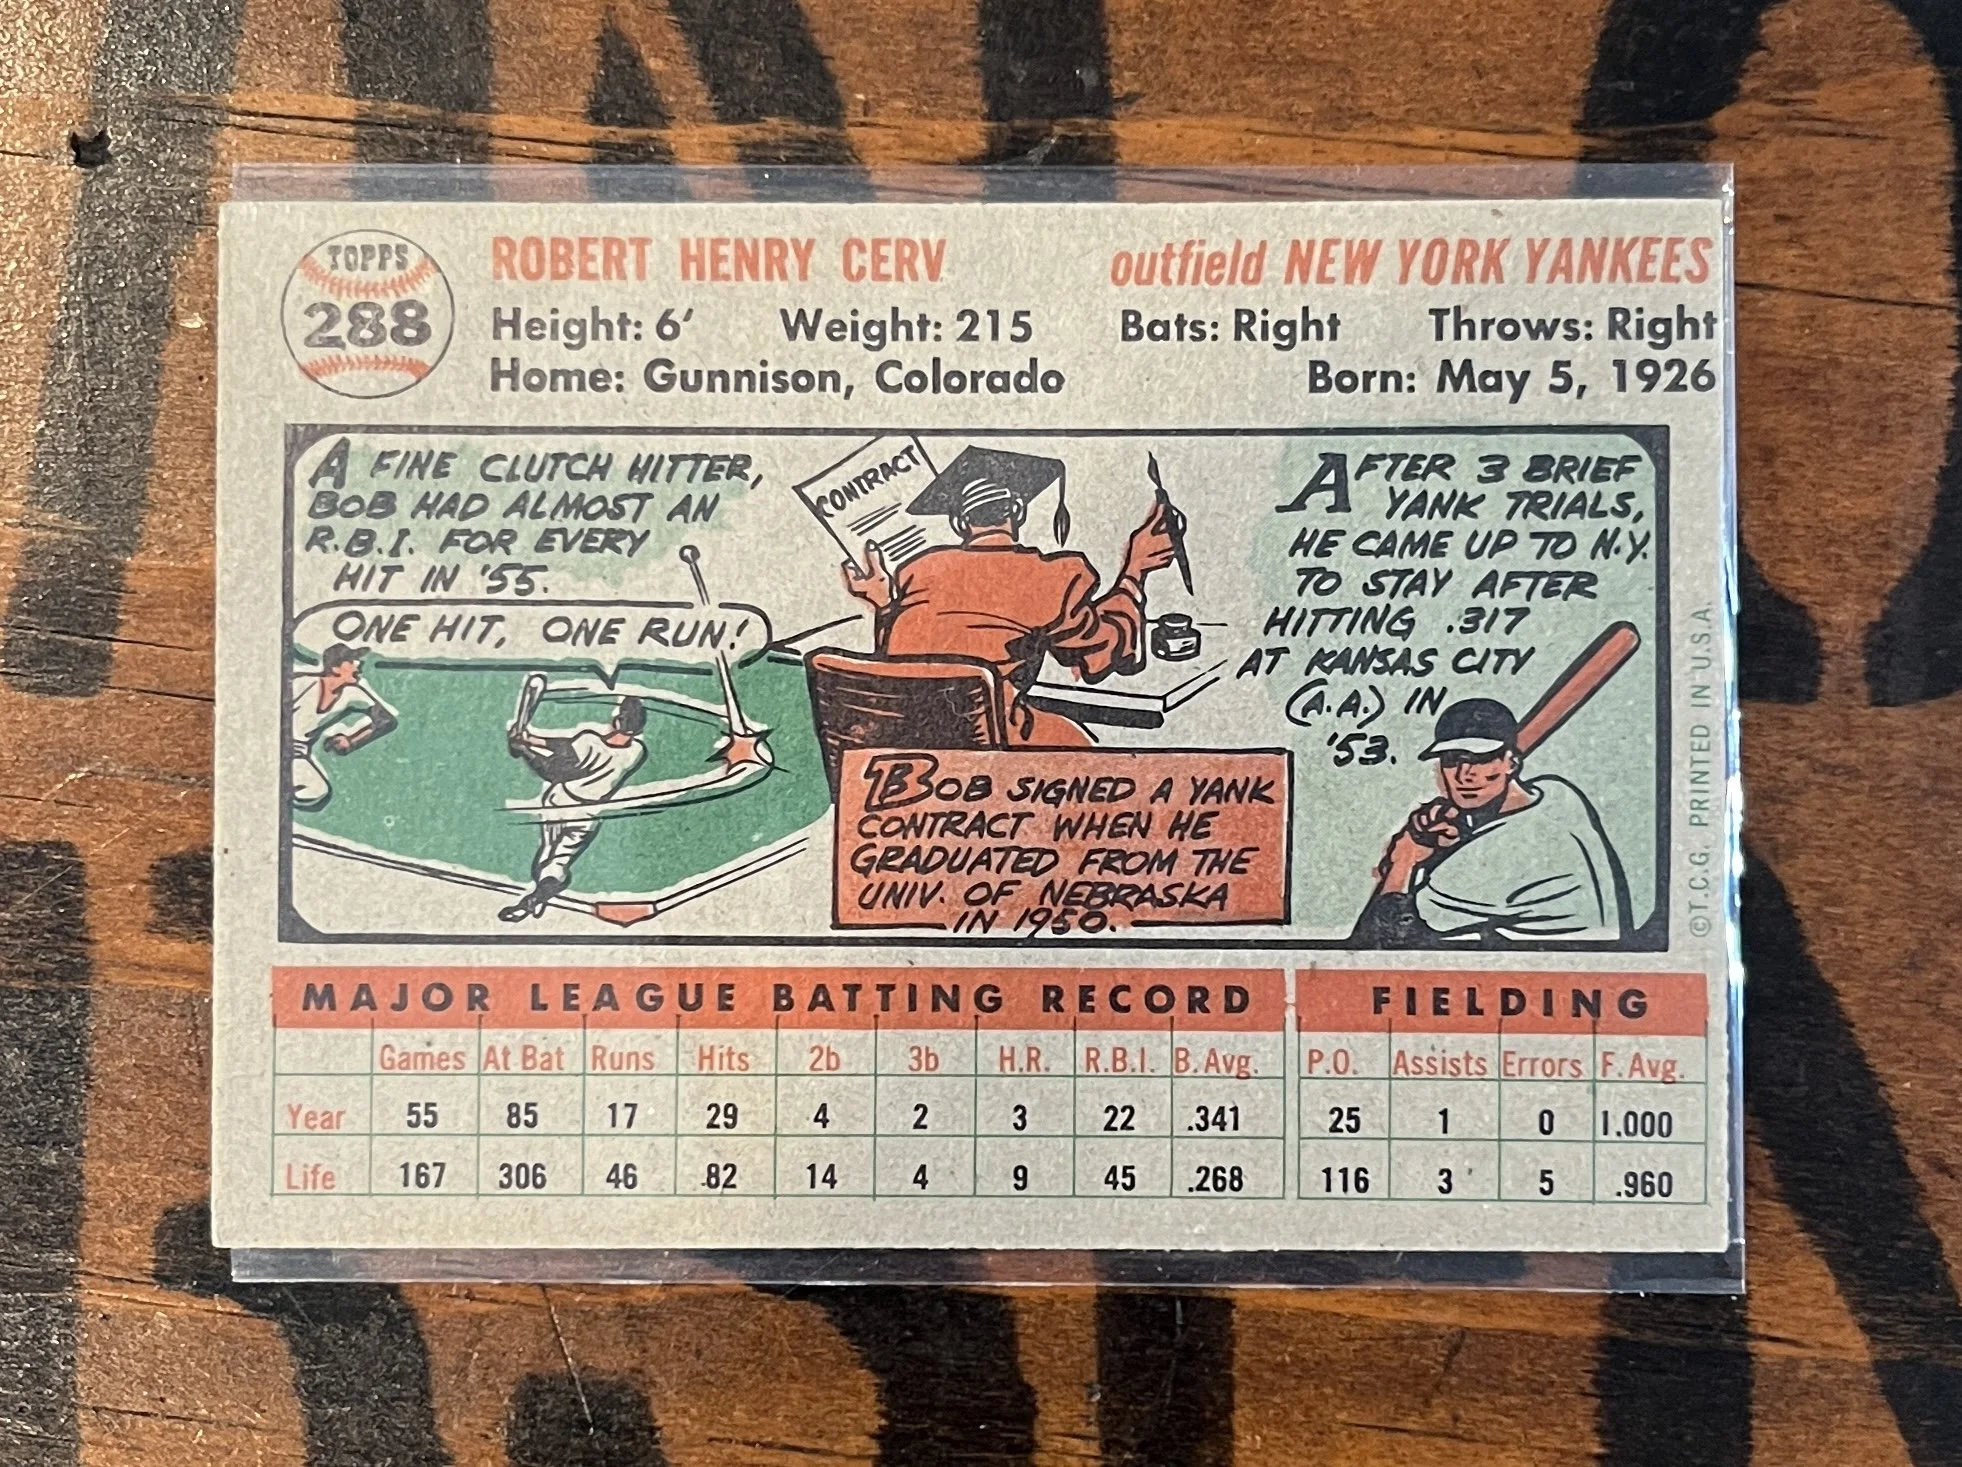 TOPPS
288
ROBERT HENRY CERV
outfield NEW YORK YANKEES
Height: 6' Weight: 215 Bats: Right Throws: Right
Home: Gunnison, Colorado Born: May 5, 1926
A FINE CLUTCH HITTER,
BOB HAD ALMOST AN
R.B.I. FOR EVERY
HIT IN '55.
ONE HIT, ONE RUN!
CONTRACT
BOB SIGNED A YANK
CONTRACT WHEN HE
GRADUATED FROM THE
UNIV. OF NEBRASKA
IN 1950.
AFTER 3 BRIEF
YANK TRIALS,
HE CAME UP TO N.Y.
TO STAY AFTER
HITTING .317
AT KANSAS CITY
(A.A.) IN
'53.
©T.C.G. PRINTED IN U.S.A.
MAJOR LEAGUE BATTING RECORD FIELDING
Games At Bat Runs Hits 2b 3b H.R. R.B.I. B. Avg. P.O. Assists Errors F. Avg.
Year 55 85 17 29 4 2 3 22 .341 25 1 0 1.000
Life 167 306 46 82 14 4 9 45 .268 116 3 5 .960